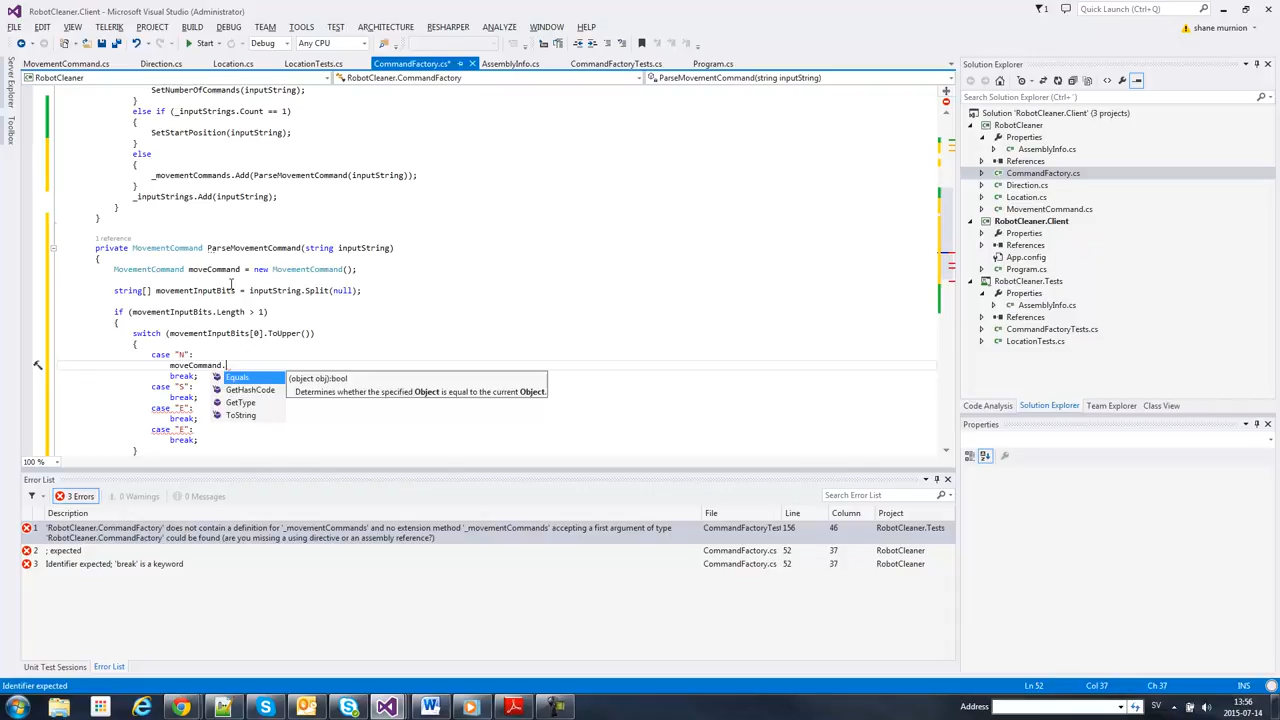 RobotCleaner.Client - Microsoft Visual Studio (Administrator)
1
Quick Launch (Ctrl+Q)
FILE EDIT VIEW TELERIK PROJECT BUILD DEBUG TEAM TOOLS ARCHITECTURE REPORTING ANALYZE WINDOW HELP
shane murnion
Start Debug Any CPU
MovementCommand.cs Direction.cs Location.cs LocationTests.cs CommandFactory.cs* AssemblyInfo.cs CommandFactoryTests.cs Program.cs
RobotCleaner RobotCleaner.CommandFactory ParseMovementCommand(string inputString)
Server Explorer
Toolbox
SetNumberOfCommands(inputString);
}
else if (_inputStrings.Count == 1)
{
SetStartPosition(inputString);
}
else
{
_movementCommands.Add(ParseMovementCommand(inputString));
}
_inputStrings.Add(inputString);
}
}
1 reference
private MovementCommand ParseMovementCommand(string inputString)
{
MovementCommand moveCommand = new MovementCommand();
string[] movementInputBits = inputString.Split(null);
if (movementInputBits.Length > 1)
{
switch (movementInputBits[0].ToUpper())
{
case "N":
moveCommand.
break;
case "S":
break;
case "E":
break;
case "E":
break;
}
Equals
GetHashCode
GetType
ToString
(object obj):bool
Determines whether the specified Object is equal to the current Object.
100 %
Solution Explorer
Search Solution Explorer (Ctrl+¨)
Solution 'RobotCleaner.Client' (3 projects)
RobotCleaner
Properties
AssemblyInfo.cs
References
CommandFactory.cs
Direction.cs
Location.cs
MovementCommand.cs
RobotCleaner.Client
Properties
References
App.config
Program.cs
RobotCleaner.Tests
Properties
AssemblyInfo.cs
References
CommandFactoryTests.cs
LocationTests.cs
Code Analysis Solution Explorer Team Explorer Class View
Properties
Error List
3 Errors 0 Warnings 0 Messages
Search Error List
Description File Line Column Project
1 'RobotCleaner.CommandFactory' does not contain a definition for '_movementCommands' and no extension method '_movementCommands' accepting a first argument of type CommandFactoryTes 156 46 RobotCleaner.Tests
'RobotCleaner.CommandFactory' could be found (are you missing a using directive or an assembly reference?)
2 ; expected CommandFactory.cs 52 37 RobotCleaner
3 Identifier expected; 'break' is a keyword CommandFactory.cs 52 37 RobotCleaner
Unit Test Sessions Error List
Identifier expected
Ln 52 Col 37 Ch 37 INS
Address
SV
13:56
2015-07-14